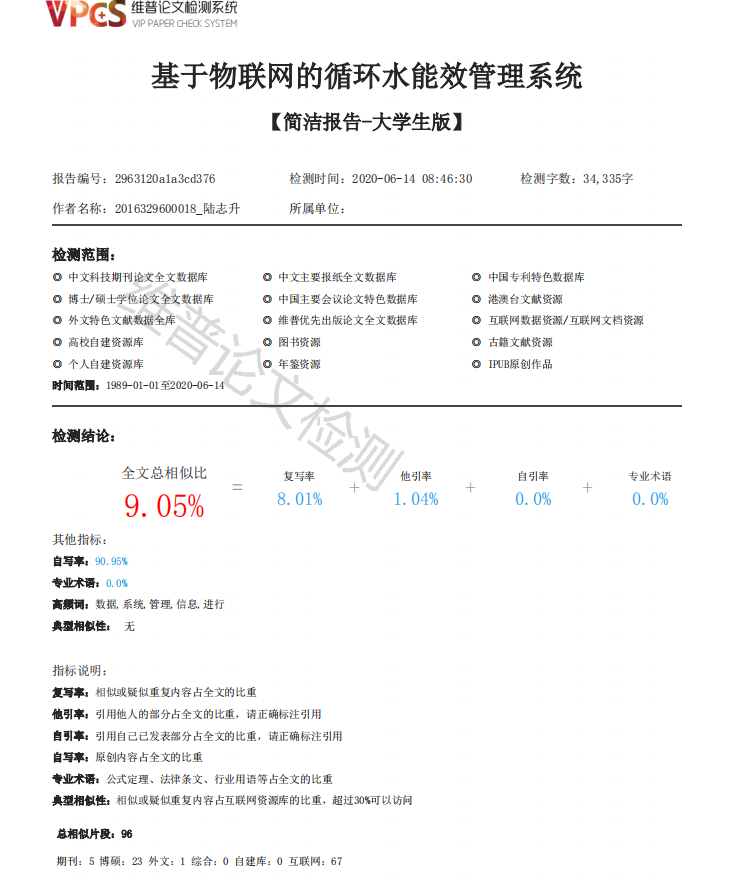 VPCS 维普论文检测系统
VIP PAPER CHECK SYSTEM
基于物联网的循环水能效管理系统
【简洁报告-大学生版】
报告编号：2963120a1a3cd376 检测时间：2020-06-14 08:46:30 检测字数：34,335字
作者名称：2016329600018_陆志升 所属单位：
检测范围：
◎ 中文科技期刊论文全文数据库 ◎ 中文主要报纸全文数据库 ◎ 中国专利特色数据库
◎ 博士/硕士学位论文全文数据库 ◎ 中国主要会议论文特色数据库 ◎ 港澳台文献资源
◎ 外文特色文献数据全库 ◎ 维普优先出版论文全文数据库 ◎ 互联网数据资源/互联网文档资源
◎ 高校自建资源库 ◎ 图书资源 ◎ 古籍文献资源
◎ 个人自建资源库 ◎ 年鉴资源 ◎ IPUB原创作品
时间范围：1989-01-01至2020-06-14
维普论文检测
检测结论：
全文总相似比 复写率 他引率 自引率 专业术语
9.05% = 8.01% + 1.04% + 0.0% + 0.0%
其他指标：
自写率：90.95%
专业术语：0.0%
高频词：数据,系统,管理,信息,进行
典型相似性： 无
指标说明：
复写率：相似或疑似重复内容占全文的比重
他引率：引用他人的部分占全文的比重，请正确标注引用
自引率：引用自己已发表部分占全文的比重，请正确标注引用
自写率：原创内容占全文的比重
专业术语：公式定理、法律条文、行业用语等占全文的比重
典型相似性：相似或疑似重复内容占互联网资源库的比重，超过30%可以访问
总相似片段：96
期刊：5 博硕：23 外文：1 综合：0 自建库：0 互联网：67